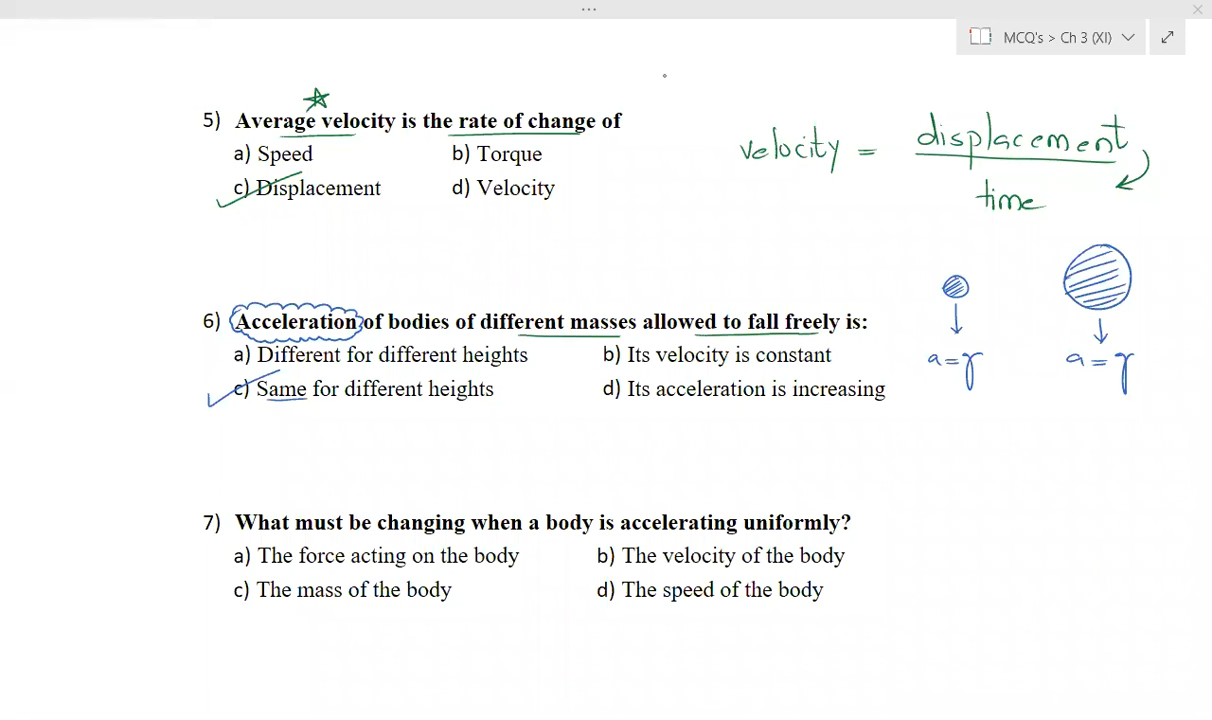 MCQ's > Ch 3 (XI)
5) Average velocity is the rate of change of
a) Speed b) Torque
c) Displacement d) Velocity
velocity = displacement
time
6) Acceleration of bodies of different masses allowed to fall freely is:
a) Different for different heights b) Its velocity is constant
c) Same for different heights d) Its acceleration is increasing
a = a =
7) What must be changing when a body is accelerating uniformly?
a) The force acting on the body b) The velocity of the body
c) The mass of the body d) The speed of the body